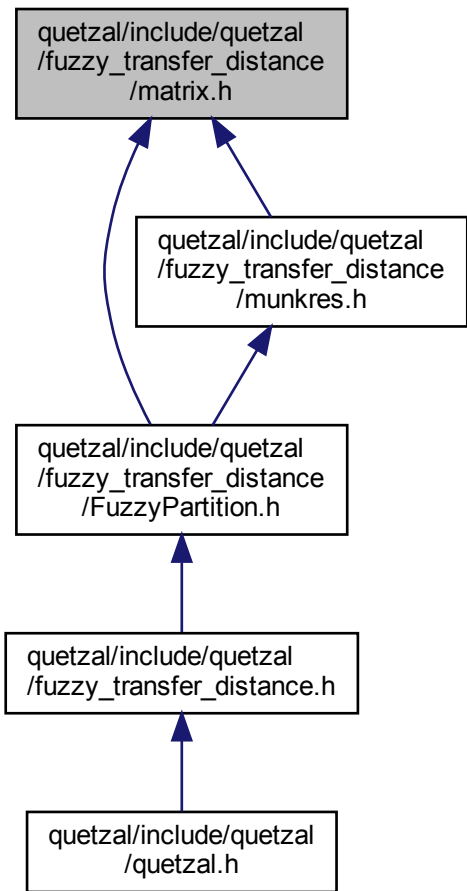 quetzal/include/quetzal
/fuzzy_transfer_distance
/matrix.h
quetzal/include/quetzal
/fuzzy_transfer_distance
/munkres.h
quetzal/include/quetzal
/fuzzy_transfer_distance
/FuzzyPartition.h
quetzal/include/quetzal
/fuzzy_transfer_distance.h
quetzal/include/quetzal
/quetzal.h